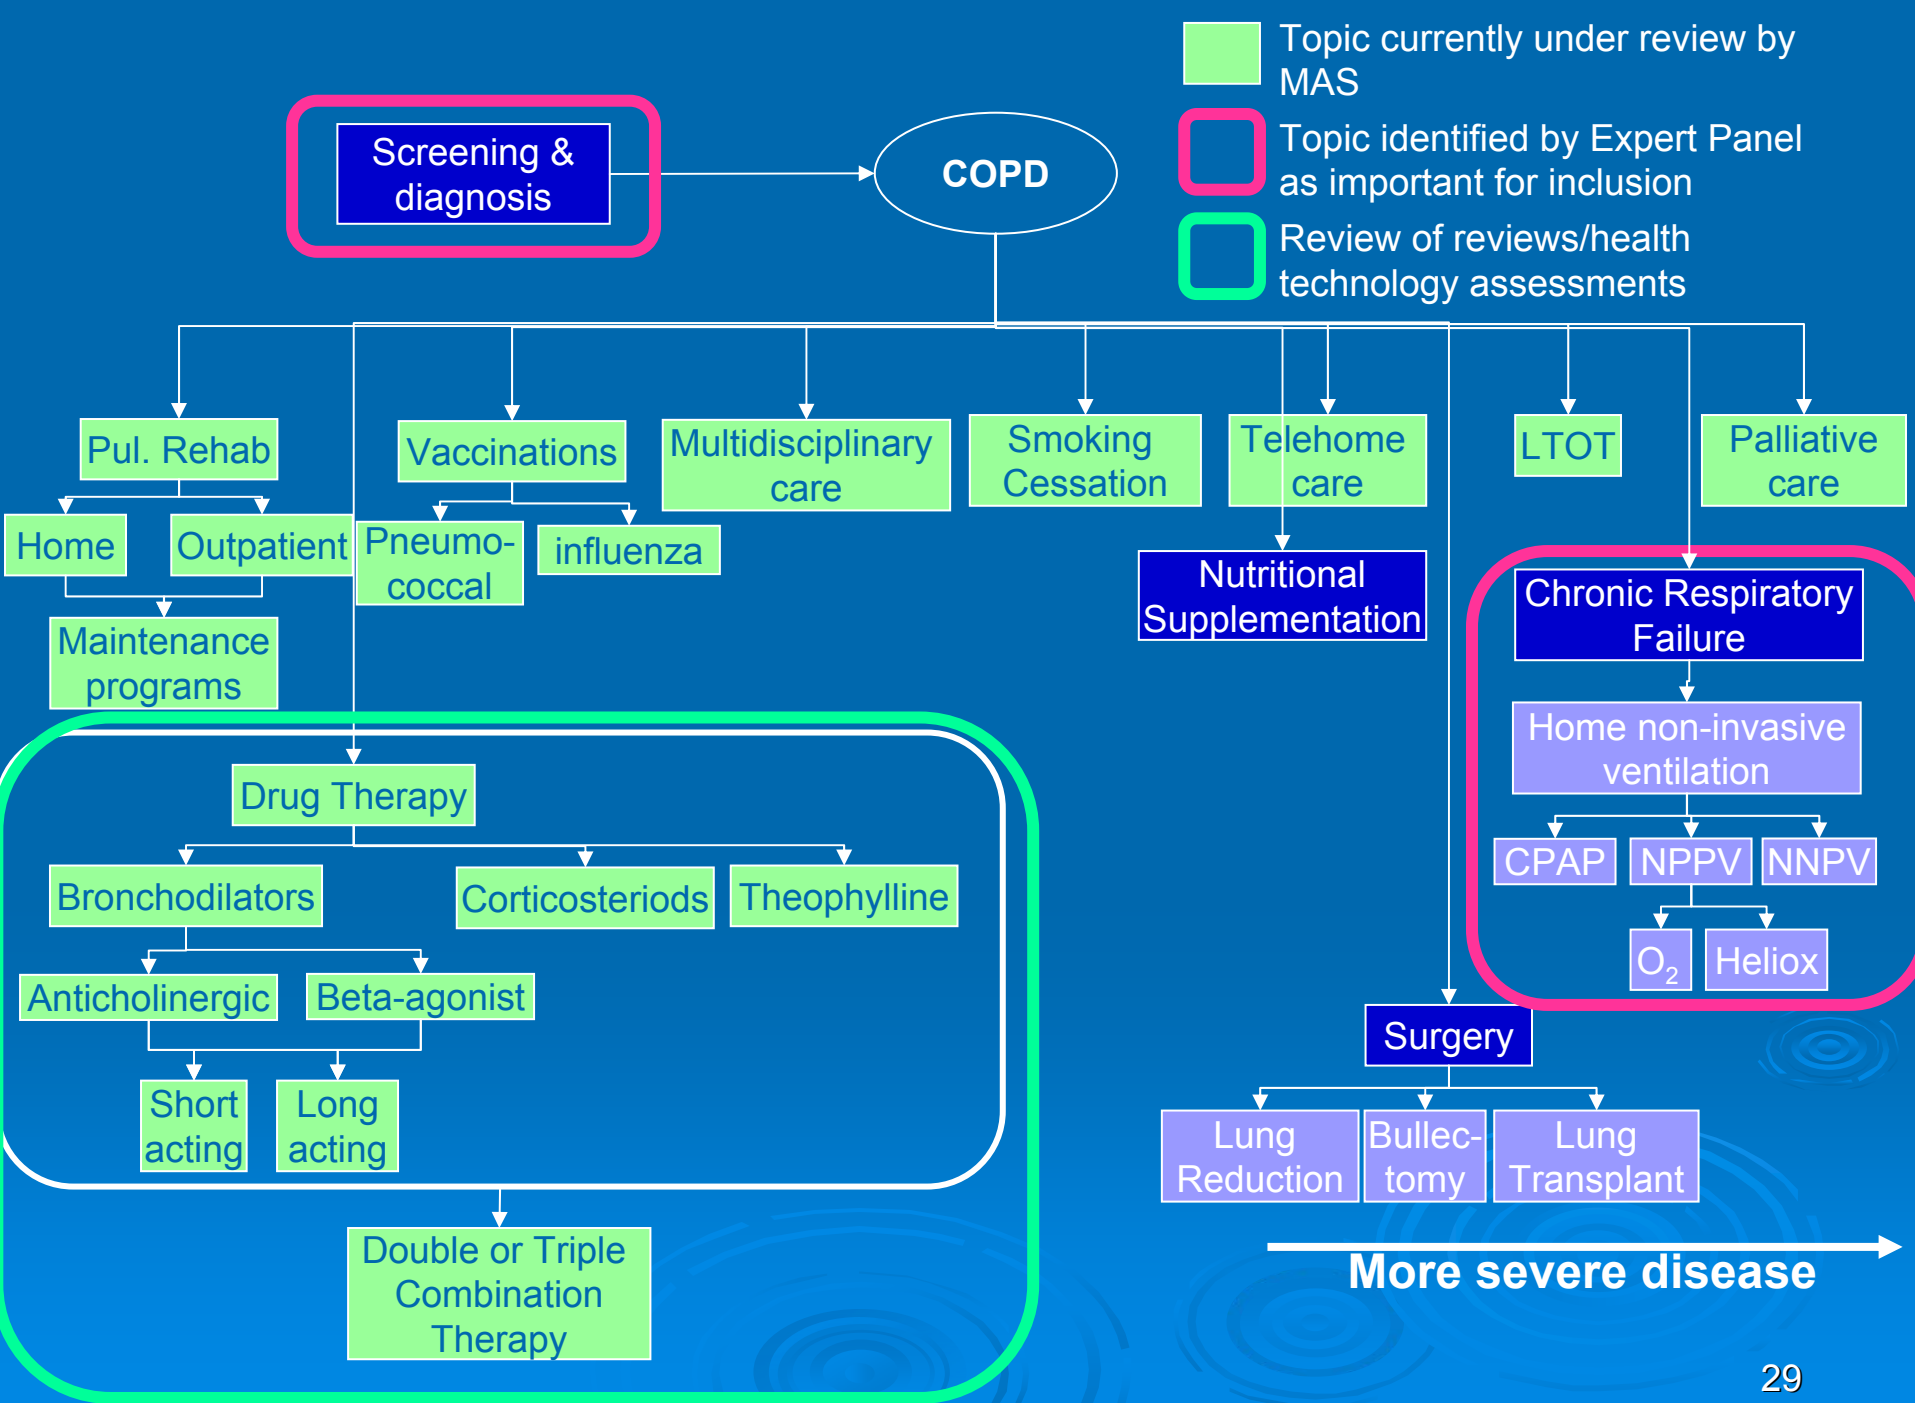 Topic currently under review by
MAS
Topic identified by Expert Panel
as important for inclusion
Review of reviews/health
technology assessments
Screening &
diagnosis
COPD
Pul. Rehab
Vaccinations
Multidisciplinary
care
Smoking
Cessation
Telehome
care
LTOT
Palliative
care
Home
Outpatient
Pneumo-
coccal
influenza
Maintenance
programs
Nutritional
Supplementation
Chronic Respiratory
Failure
Home non-invasive
ventilation
CPAP
NPPV
NNPV
O₂
Heliox
Drug Therapy
Bronchodilators
Corticosteriods
Theophylline
Anticholinergic
Beta-agonist
Short
acting
Long
acting
Double or Triple
Combination
Therapy
Surgery
Lung
Reduction
Bullec-
tomy
Lung
Transplant
More severe disease
29